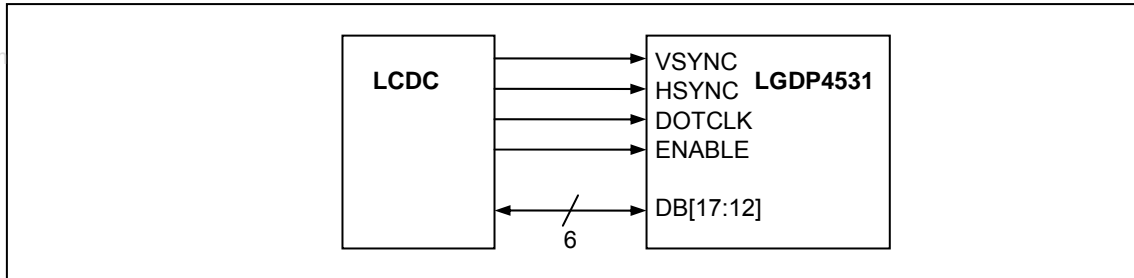 LCDC
LGDP4531
VSYNC
HSYNC
DOTCLK
ENABLE
DB[17:12]
6